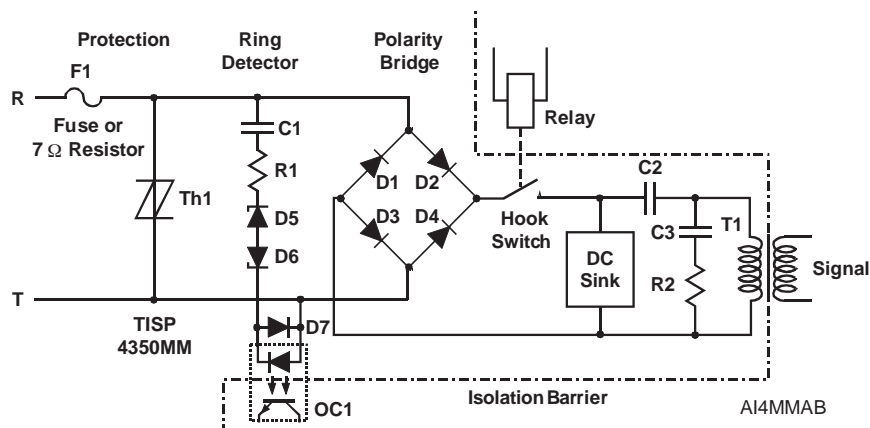 Protection
Ring
Detector
Polarity
Bridge
F1
R
Relay
Fuse or
7 Ω Resistor
C1
R1
Th1
D1
D2
C2
D5
D3
D4
Hook
Switch
C3
T1
D6
DC
Sink
R2
Signal
T
TISP
4350MM
D7
OC1
Isolation Barrier
AI4MMAB